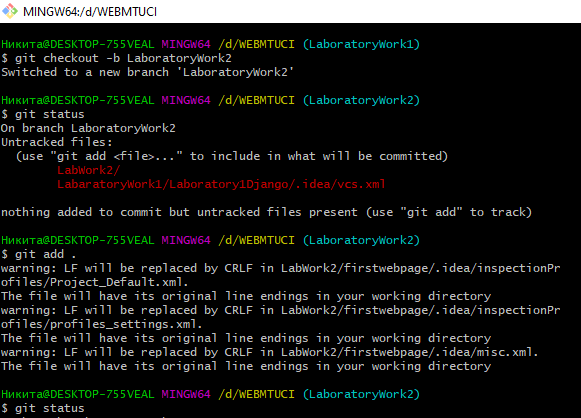 MINGW64:/d/WEBMTUCI
Никита@DESKTOP-755VEAL MINGW64 /d/WEBMTUCI (LaboratoryWork1)
$ git checkout -b LaboratoryWork2
Switched to a new branch 'LaboratoryWork2'
Никита@DESKTOP-755VEAL MINGW64 /d/WEBMTUCI (LaboratoryWork2)
$ git status
On branch LaboratoryWork2
Untracked files:
(use "git add <file>..." to include in what will be committed)
LabWork2/
LabaratoryWork1/Laboratory1Django/.idea/vcs.xml
nothing added to commit but untracked files present (use "git add" to track)
Никита@DESKTOP-755VEAL MINGW64 /d/WEBMTUCI (LaboratoryWork2)
$ git add .
warning: LF will be replaced by CRLF in LabWork2/firstwebpage/.idea/inspectionPr
ofiles/Project_Default.xml.
The file will have its original line endings in your working directory
warning: LF will be replaced by CRLF in LabWork2/firstwebpage/.idea/inspectionPr
ofiles/profiles_settings.xml.
The file will have its original line endings in your working directory
warning: LF will be replaced by CRLF in LabWork2/firstwebpage/.idea/misc.xml.
The file will have its original line endings in your working directory
Никита@DESKTOP-755VEAL MINGW64 /d/WEBMTUCI (LaboratoryWork2)
$ git status